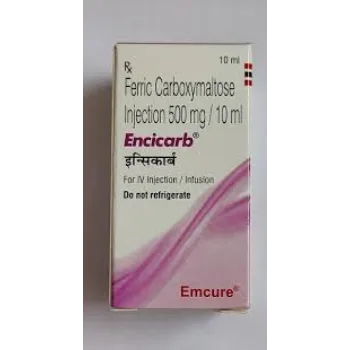 Rx 10 ml
Ferric Carboxymaltose
Injection 500 mg / 10 ml
Encicarb®
इन्सिकार्ब
For IV Injection / Infusion
Do not refrigerate
Emcure®